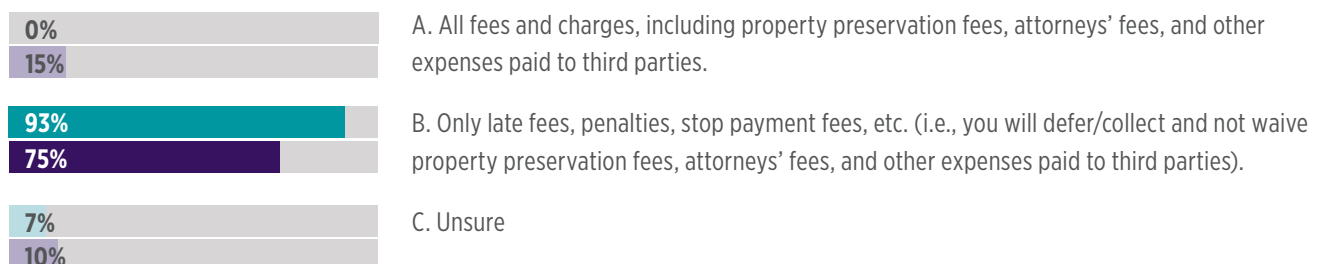 0%
15%
A. All fees and charges, including property preservation fees, attorneys’ fees, and other
expenses paid to third parties.
93%
75%
B. Only late fees, penalties, stop payment fees, etc. (i.e., you will defer/collect and not waive
property preservation fees, attorneys’ fees, and other expenses paid to third parties).
7%
10%
C. Unsure